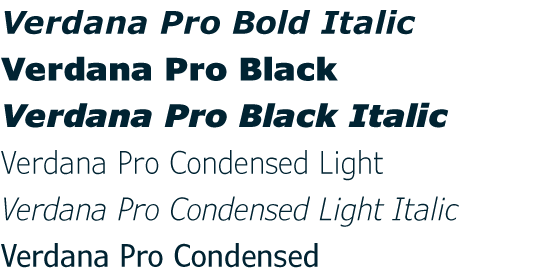 Verdana Pro Bold Italic
Verdana Pro Black
Verdana Pro Black Italic
Verdana Pro Condensed Light
Verdana Pro Condensed Light Italic
Verdana Pro Condensed